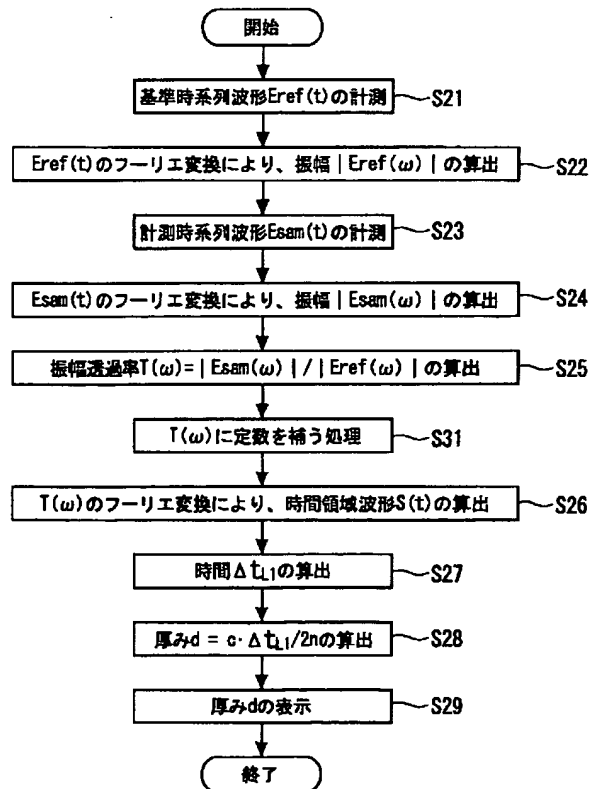 開始
基準時系列波形Eref(t)の計測 S21
Eref(t)のフーリエ変換により、振幅|Eref(ω)|の算出 S22
計測時系列波形Esam(t)の計測 S23
Esam(t)のフーリエ変換により、振幅|Esam(ω)|の算出 S24
振幅透過率T(ω)=|Esam(ω)|/|Eref(ω)|の算出 S25
T(ω)に定数を補う処理 S31
T(ω)のフーリエ変換により、時間領域波形S(t)の算出 S26
時間ΔtL1の算出 S27
厚みd = c·ΔtL1/2nの算出 S28
厚みdの表示 S29
終了